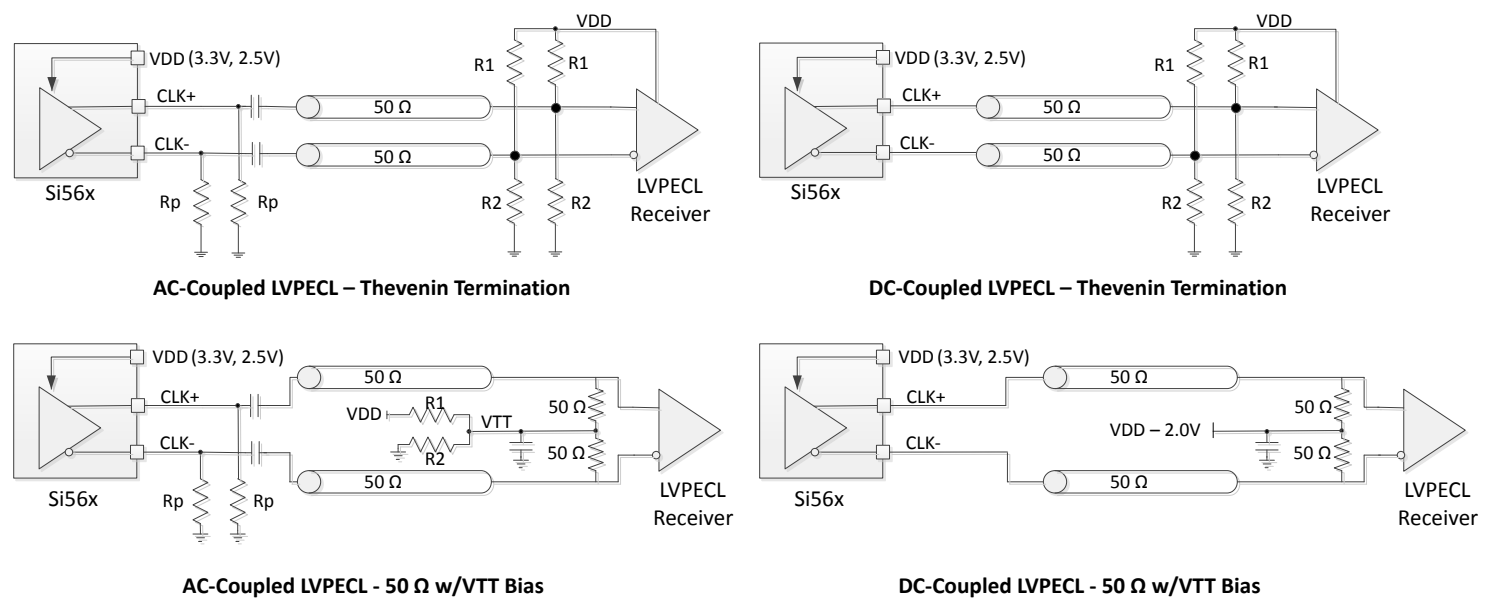 VDD
VDD (3.3V, 2.5V)
R1
R1
CLK+
50 Ω
CLK-
50 Ω
Si56x
Rp
Rp
R2
R2
LVPECL
Receiver
AC-Coupled LVPECL – Thevenin Termination
VDD
VDD (3.3V, 2.5V)
R1
R1
CLK+
50 Ω
CLK-
50 Ω
Si56x
R2
R2
LVPECL
Receiver
DC-Coupled LVPECL – Thevenin Termination
VDD (3.3V, 2.5V)
50 Ω
CLK+
VDD
R1
VTT
50 Ω
CLK-
R2
50 Ω
50 Ω
Si56x
Rp
Rp
LVPECL
Receiver
AC-Coupled LVPECL - 50 Ω w/VTT Bias
VDD (3.3V, 2.5V)
50 Ω
CLK+
50 Ω
VDD – 2.0V
CLK-
50 Ω
50 Ω
Si56x
LVPECL
Receiver
DC-Coupled LVPECL - 50 Ω w/VTT Bias